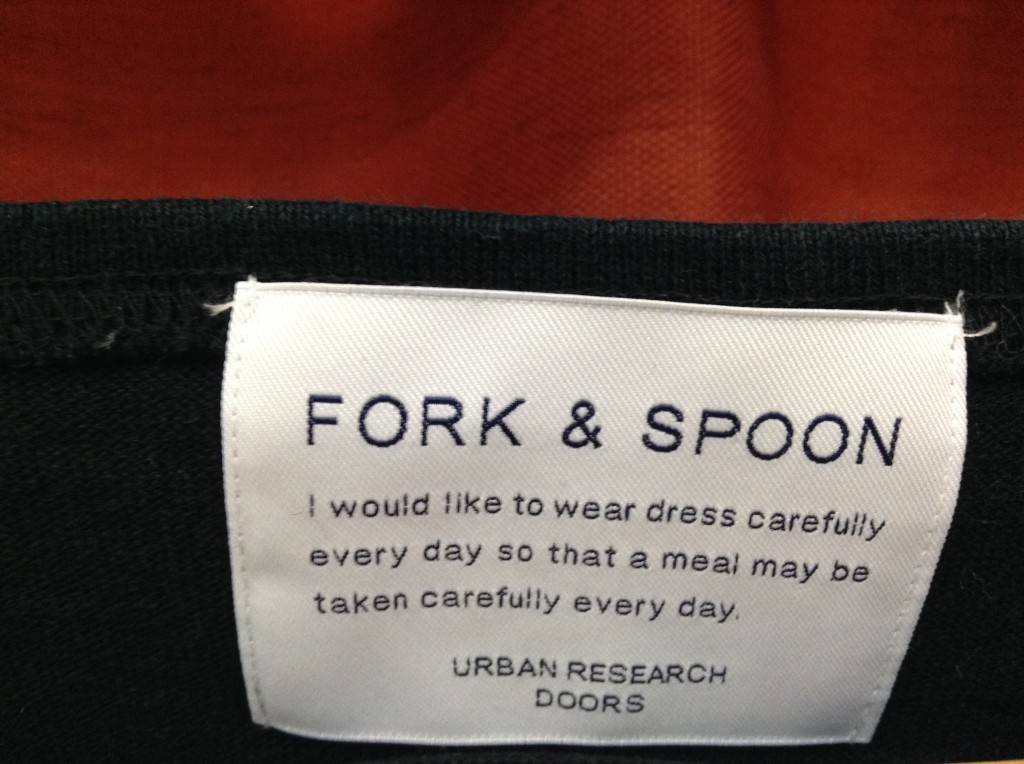 FORK & SPOON
I would like to wear dress carefully
every day so that a meal may be
taken carefully every day.
URBAN RESEARCH
DOORS